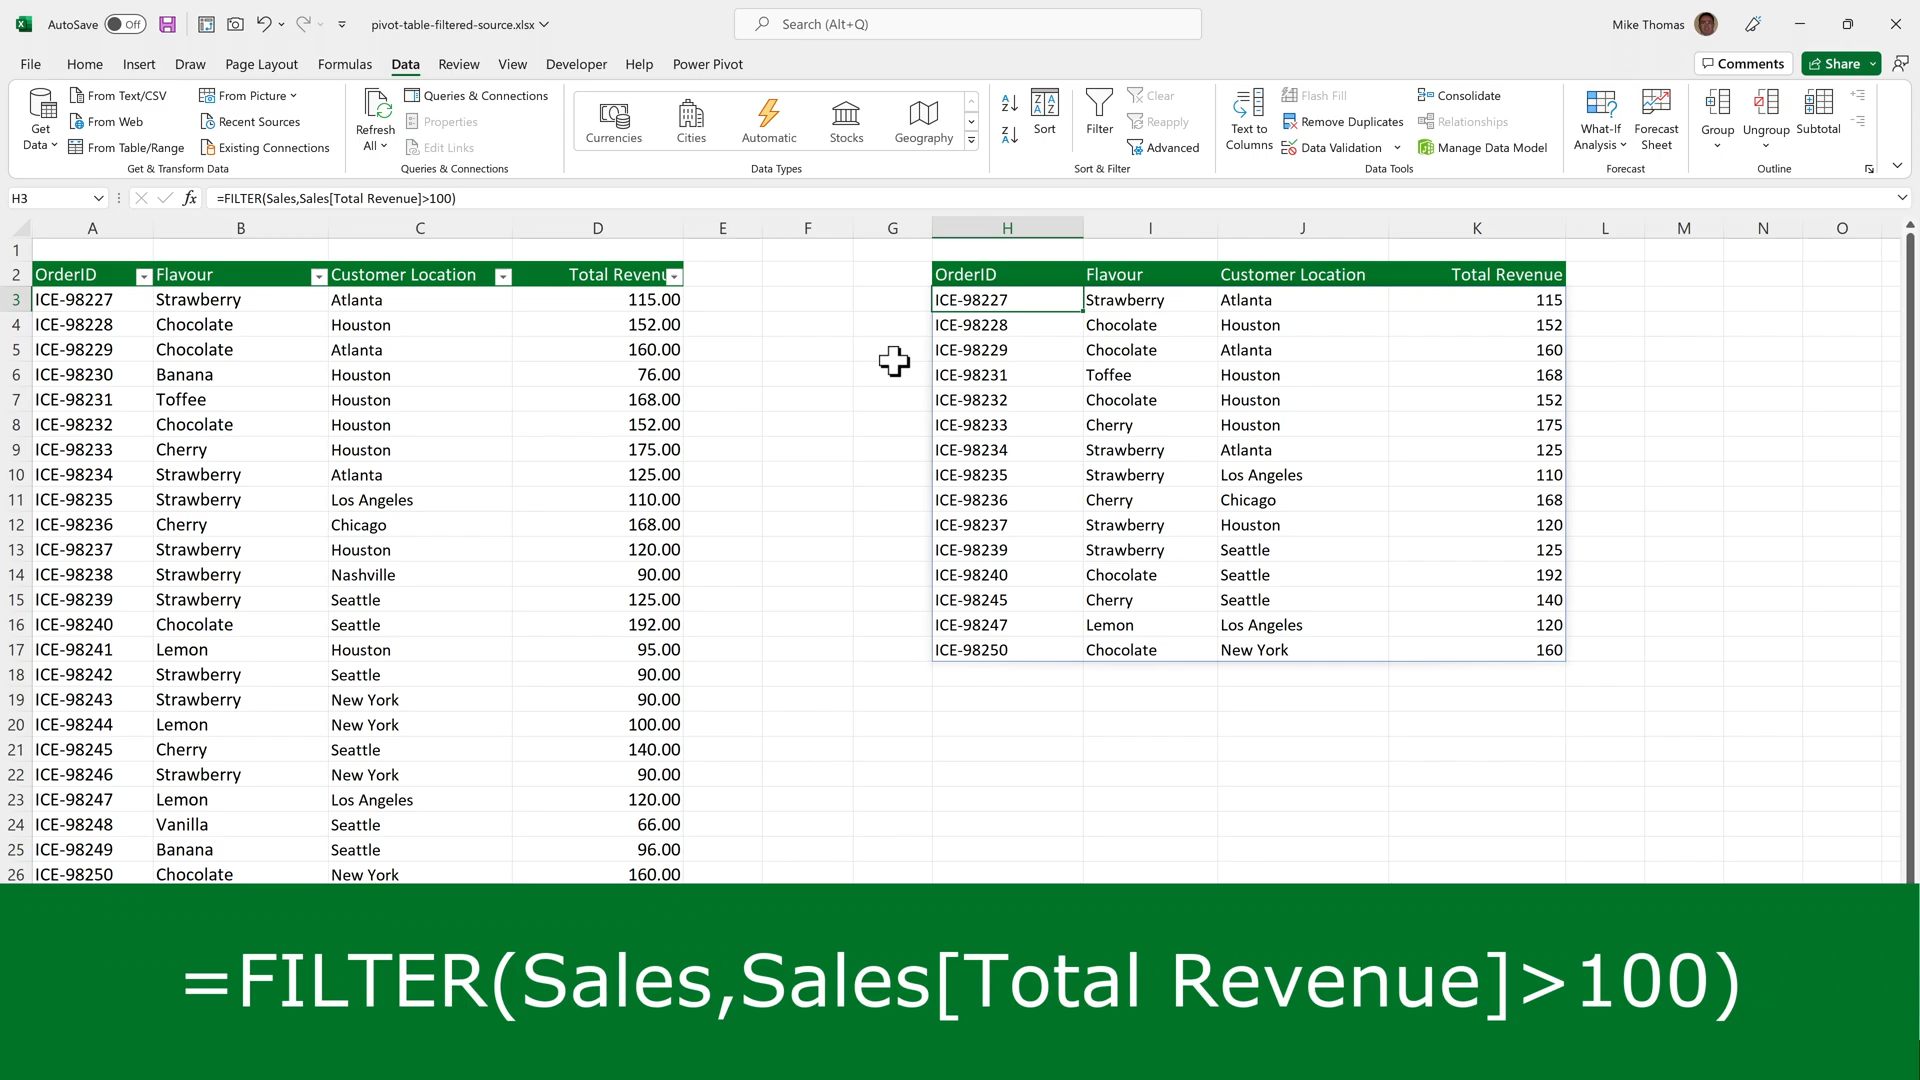 AutoSave Off pivot-table-filtered-source.xlsx Search (Alt+Q) Mike Thomas
File Home Insert Draw Page Layout Formulas Data Review View Developer Help Power Pivot Comments Share
Get Data From Text/CSV From Picture Refresh All Queries & Connections Currencies Cities Automatic Stocks Geography Sort Filter Clear Text to Columns Flash Fill Consolidate What-If Analysis Forecast Sheet Group Ungroup Subtotal
From Web Recent Sources Properties Reapply Remove Duplicates Relationships
From Table/Range Existing Connections Edit Links Advanced Data Validation Manage Data Model
Get & Transform Data Queries & Connections Data Types Sort & Filter Data Tools Forecast Outline
H3 fx =FILTER(Sales,Sales[Total Revenue]>100)
A B C D E F G H I J K L M N O
1
2 OrderID Flavour Customer Location Total Revenu OrderID Flavour Customer Location Total Revenue
3 ICE-98227 Strawberry Atlanta 115.00 ICE-98227 Strawberry Atlanta 115
4 ICE-98228 Chocolate Houston 152.00 ICE-98228 Chocolate Houston 152
5 ICE-98229 Chocolate Atlanta 160.00 ICE-98229 Chocolate Atlanta 160
6 ICE-98230 Banana Houston 76.00 ICE-98231 Toffee Houston 168
7 ICE-98231 Toffee Houston 168.00 ICE-98232 Chocolate Houston 152
8 ICE-98232 Chocolate Houston 152.00 ICE-98233 Cherry Houston 175
9 ICE-98233 Cherry Houston 175.00 ICE-98234 Strawberry Atlanta 125
10 ICE-98234 Strawberry Atlanta 125.00 ICE-98235 Strawberry Los Angeles 110
11 ICE-98235 Strawberry Los Angeles 110.00 ICE-98236 Cherry Chicago 168
12 ICE-98236 Cherry Chicago 168.00 ICE-98237 Strawberry Houston 120
13 ICE-98237 Strawberry Houston 120.00 ICE-98239 Strawberry Seattle 125
14 ICE-98238 Strawberry Nashville 90.00 ICE-98240 Chocolate Seattle 192
15 ICE-98239 Strawberry Seattle 125.00 ICE-98245 Cherry Seattle 140
16 ICE-98240 Chocolate Seattle 192.00 ICE-98247 Lemon Los Angeles 120
17 ICE-98241 Lemon Houston 95.00 ICE-98250 Chocolate New York 160
18 ICE-98242 Strawberry Seattle 90.00
19 ICE-98243 Strawberry New York 90.00
20 ICE-98244 Lemon New York 100.00
21 ICE-98245 Cherry Seattle 140.00
22 ICE-98246 Strawberry New York 90.00
23 ICE-98247 Lemon Los Angeles 120.00
24 ICE-98248 Vanilla Seattle 66.00
25 ICE-98249 Banana Seattle 96.00
26 ICE-98250 Chocolate New York 160.00
=FILTER(Sales,Sales[Total Revenue]>100)